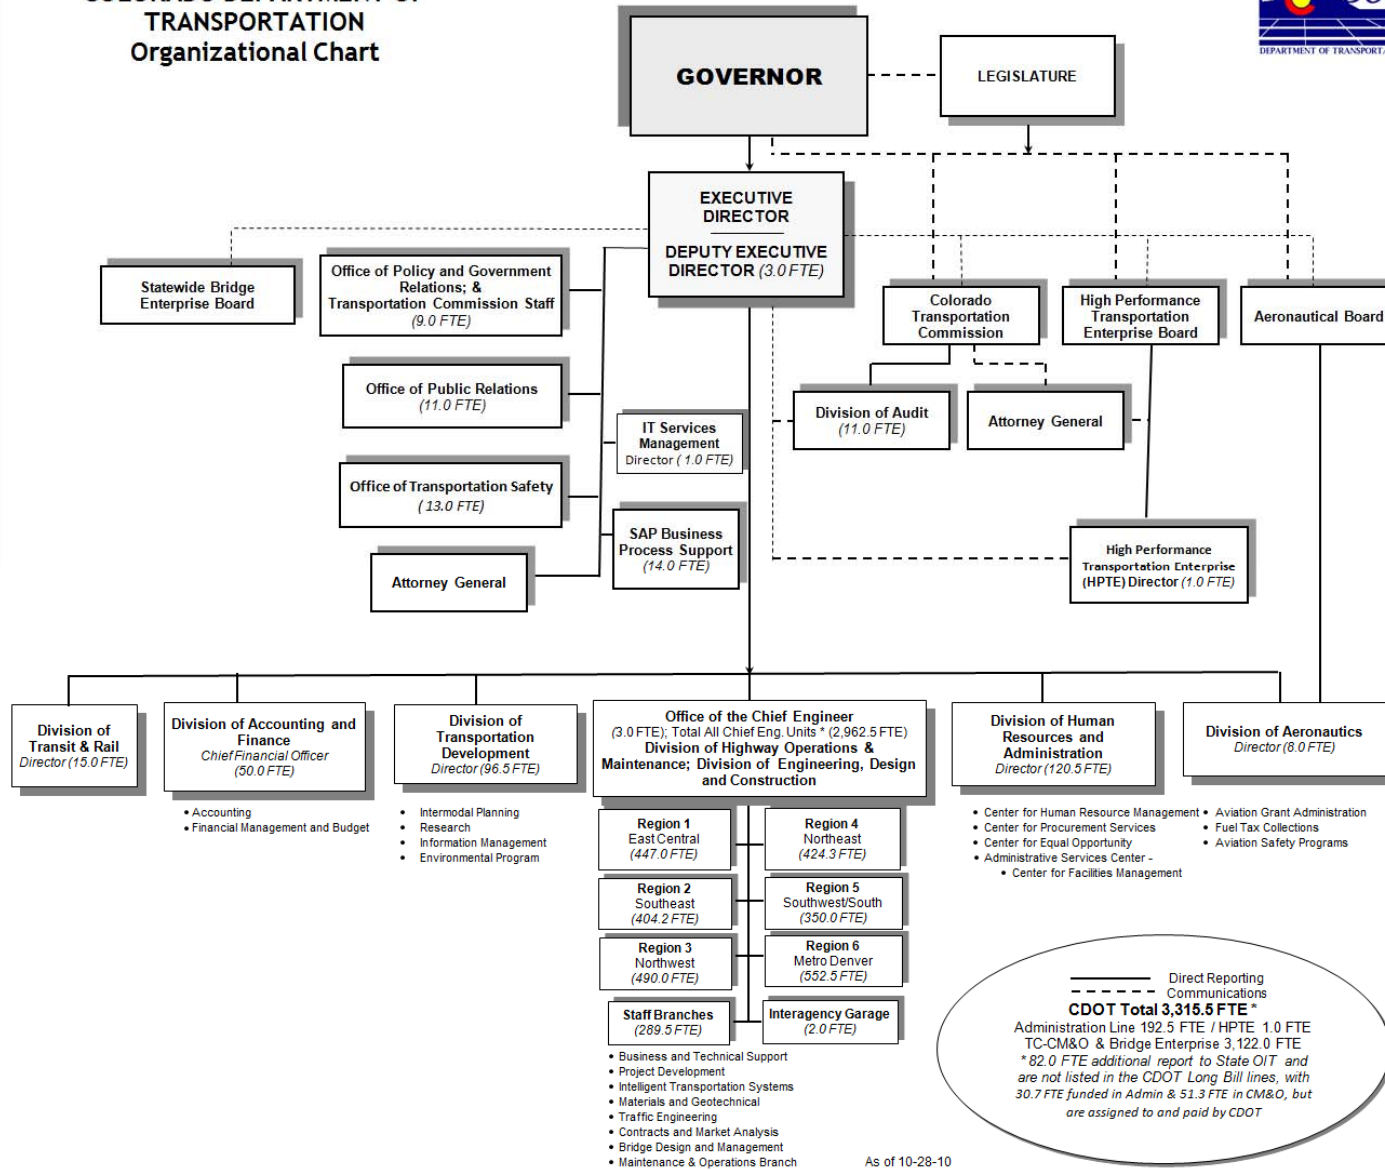 COLORADO DEPARTMENT OF
TRANSPORTATION
Organizational Chart
DEPARTMENT OF
GOVERNOR
LEGISLATURE
EXECUTIVE
DIRECTOR
DEPUTY EXECUTIVE
DIRECTOR (3.0 FTE)
Statewide Bridge
Enterprise Board
Office of Policy and Government
Relations; &
Transportation Commission Staff
(9.0 FTE)
Colorado
Transportation
Commission
High Performance
Transportation
Enterprise Board
Aeronautical Board
Office of Public Relations
(11.0 FTE)
IT Services
Management
Director ( 1.0 FTE)
Division of Audit
(11.0 FTE)
Attorney General
Office of Transportation Safety
( 13.0 FTE)
SAP Business
Process Support
(14.0 FTE)
High Performance
Transportation Enterprise
(HPTE) Director (1.0 FTE)
Attorney General
Division of
Transit & Rail
Director (15.0 FTE)
Division of Accounting and
Finance
Chief Financial Officer
(50.0 FTE)
• Accounting
• Financial Management and Budget
Division of
Transportation
Development
Director (96.5 FTE)
• Intermodal Planning
• Research
• Information Management
• Environmental Program
Office of the Chief Engineer
(3.0 FTE); Total All Chief Eng. Units * (2,962.5 FTE)
Division of Highway Operations &
Maintenance; Division of Engineering, Design
and Construction
Region 1
East Central
(447.0 FTE)
Region 4
Northeast
(424.3 FTE)
Region 2
Southeast
(404.2 FTE)
Region 5
Southwest/South
(350.0 FTE)
Region 3
Northwest
(490.0 FTE)
Region 6
Metro Denver
(552.5 FTE)
Staff Branches
(289.5 FTE)
Interagency Garage
(2.0 FTE)
• Business and Technical Support
• Project Development
• Intelligent Transportation Systems
• Materials and Geotechnical
• Traffic Engineering
• Contracts and Market Analysis
• Bridge Design and Management
• Maintenance & Operations Branch
Division of Human
Resources and
Administration
Director (120.5 FTE)
• Center for Human Resource Management
• Center for Procurement Services
• Center for Equal Opportunity
• Administrative Services Center -
• Center for Facilities Management
Division of Aeronautics
Director (8.0 FTE)
• Aviation Grant Administration
• Fuel Tax Collections
• Aviation Safety Programs
Direct Reporting
Communications
CDOT Total 3,315.5 FTE *
Administration Line 192.5 FTE / HPTE 1.0 FTE
TC-CM&O & Bridge Enterprise 3,122.0 FTE
* 82.0 FTE additional report to State OIT and
are not listed in the CDOT Long Bill lines, with
30.7 FTE funded in Admin & 51.3 FTE in CM&O, but
are assigned to and paid by CDOT
As of 10-28-10